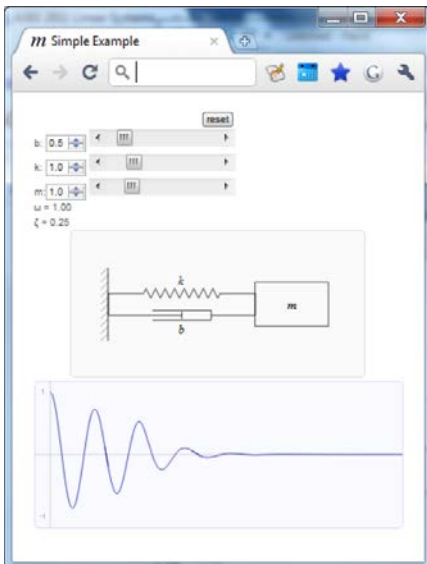 m Simple Example
reset
b: 0.5
k: 1.0
m: 1.0
ω = 1.00
ζ = 0.25
k
m
b
1
-1